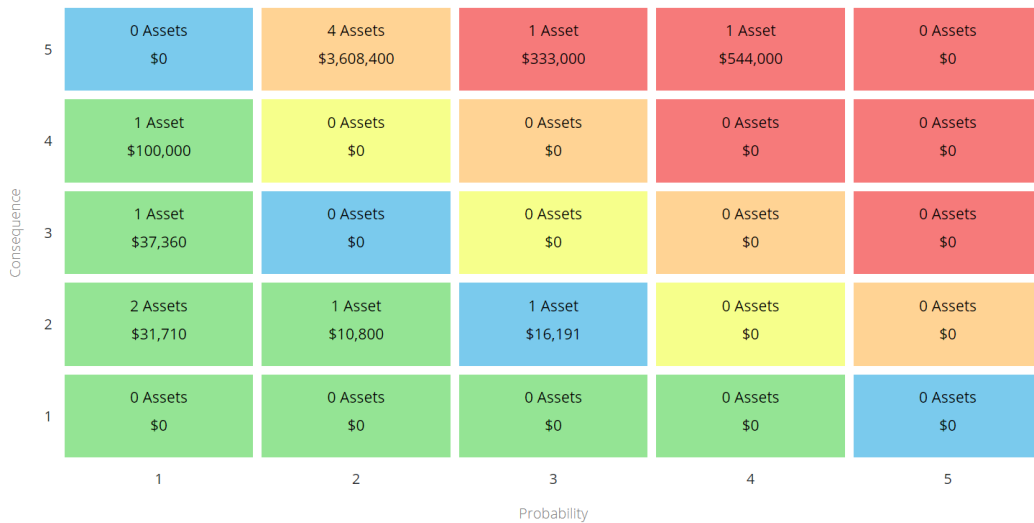 0 Assets
$0
4 Assets
$3,608,400
1 Asset
$333,000
1 Asset
$544,000
0 Assets
$0
5
1 Asset
$100,000
0 Assets
$0
0 Assets
$0
0 Assets
$0
0 Assets
$0
4
Consequence
1 Asset
$37,360
0 Assets
$0
0 Assets
$0
0 Assets
$0
0 Assets
$0
3
2 Assets
$31,710
1 Asset
$10,800
1 Asset
$16,191
0 Assets
$0
0 Assets
$0
2
0 Assets
$0
0 Assets
$0
0 Assets
$0
0 Assets
$0
0 Assets
$0
1
1
2
3
4
5
Probability